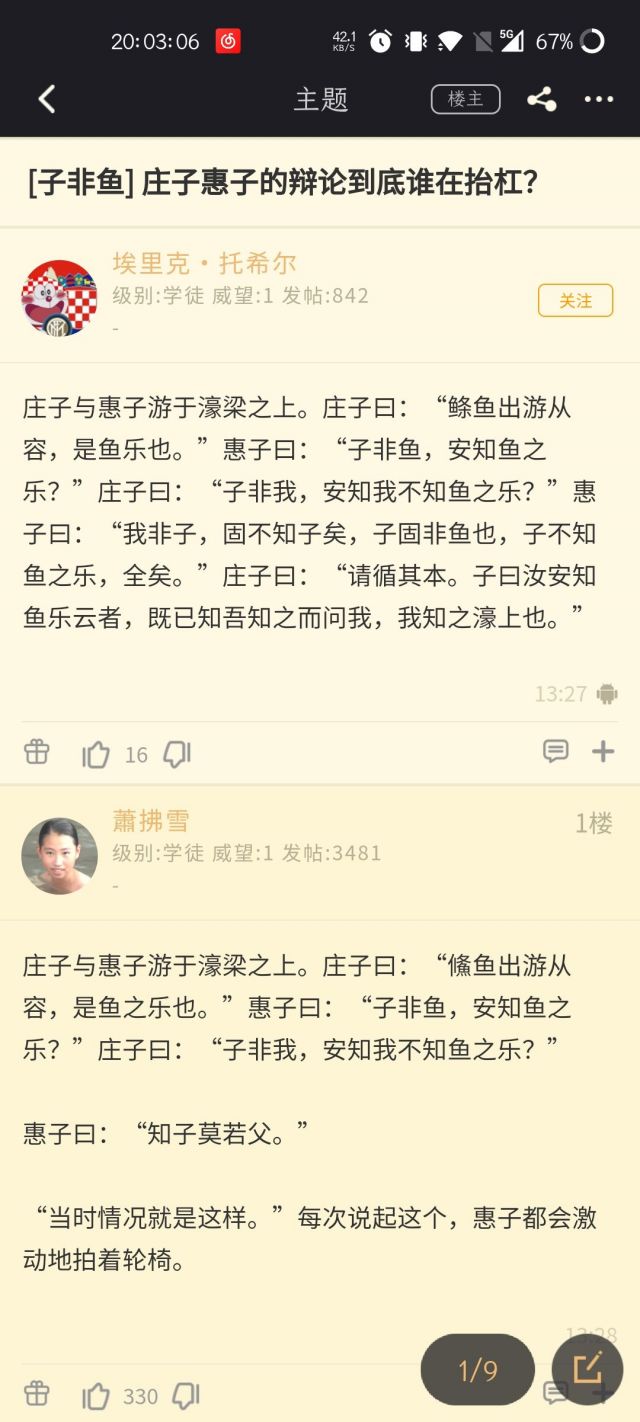 20:03:06
42.1
KB/S
5G
67%
主题
楼主
[子非鱼] 庄子惠子的辩论到底谁在抬杠?
埃里克·托希尔
级别:学徒 威望:1 发帖:842
-
关注
庄子与惠子游于濠梁之上。庄子曰：“鲦鱼出游从
容，是鱼乐也。”惠子曰：“子非鱼，安知鱼之
乐？”庄子曰：“子非我，安知我不知鱼之乐？”惠
子曰：“我非子，固不知子矣，子固非鱼也，子不知
鱼之乐，全矣。”庄子曰：“请循其本。子曰汝安知
鱼乐云者，既已知吾知之而问我，我知之濠上也。”
13:27
16
蕭拂雪
1楼
级别:学徒 威望:1 发帖:3481
-
庄子与惠子游于濠梁之上。庄子曰：“鯈鱼出游从
容，是鱼之乐也。”惠子曰：“子非鱼，安知鱼之
乐？”庄子曰：“子非我，安知我不知鱼之乐？”
惠子曰：“知子莫若父。”
“当时情况就是这样。”每次说起这个，惠子都会激
动地拍着轮椅。
13:28
1/9
330